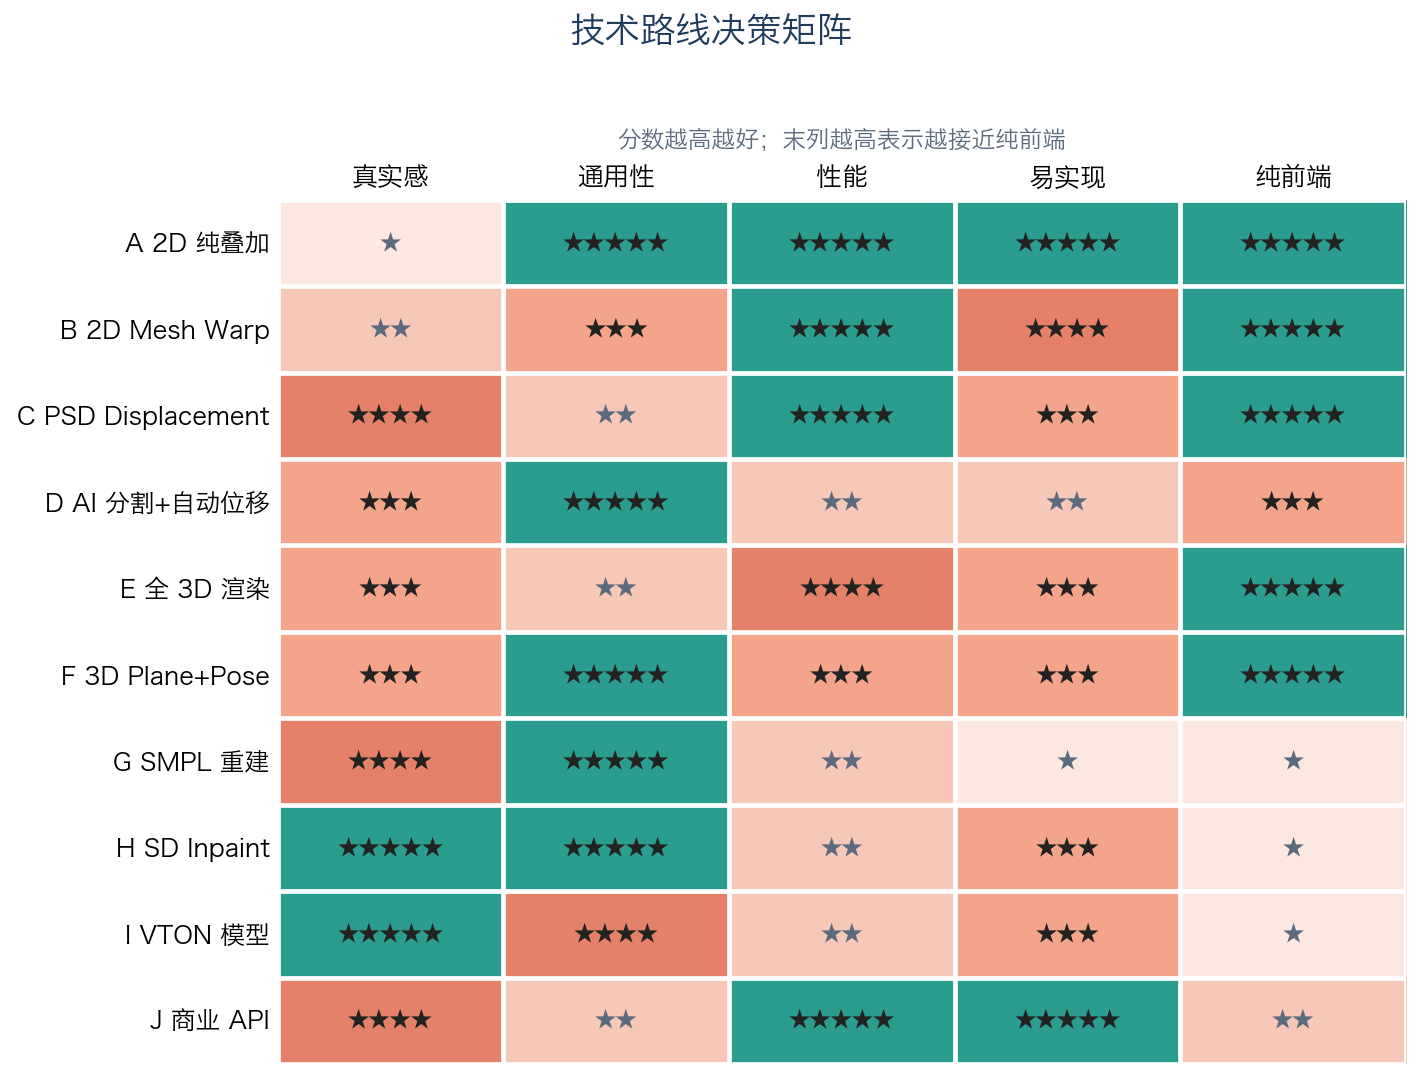 技术路线决策矩阵
分数越高越好；末列越高表示越接近纯前端
真实感 通用性 性能 易实现 纯前端
A 2D 纯叠加 ★ ★★★★★ ★★★★★ ★★★★★ ★★★★★
B 2D Mesh Warp ★★ ★★★ ★★★★★ ★★★★ ★★★★★
C PSD Displacement ★★★★ ★★ ★★★★★ ★★★ ★★★★★
D AI 分割+自动位移 ★★★ ★★★★★ ★★ ★★ ★★★
E 全 3D 渲染 ★★★ ★★ ★★★★ ★★★ ★★★★★
F 3D Plane+Pose ★★★ ★★★★★ ★★★ ★★★ ★★★★★
G SMPL 重建 ★★★★ ★★★★★ ★★ ★ ★
H SD Inpaint ★★★★★ ★★★★★ ★★ ★★★ ★
I VTON 模型 ★★★★★ ★★★★ ★★ ★★★ ★
J 商业 API ★★★★ ★★ ★★★★★ ★★★★★ ★★